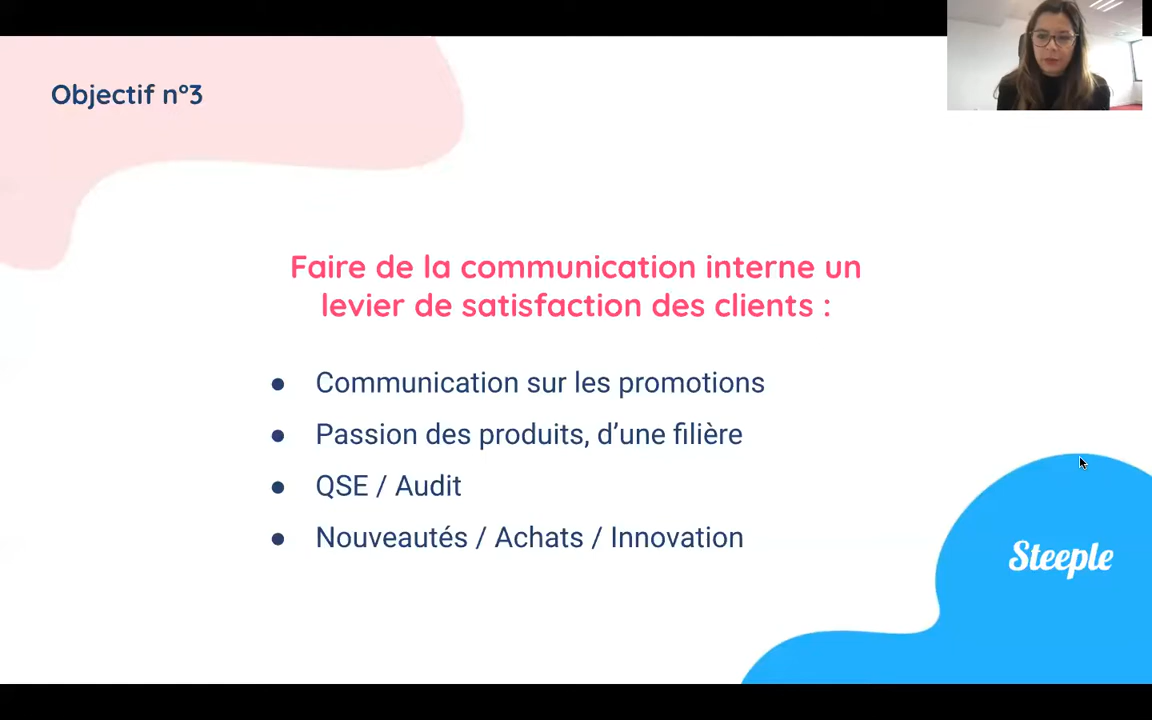 Objectif n°3
Faire de la communication interne un
levier de satisfaction des clients :
● Communication sur les promotions
● Passion des produits, d’une filière
● QSE / Audit
● Nouveautés / Achats / Innovation
Steeple